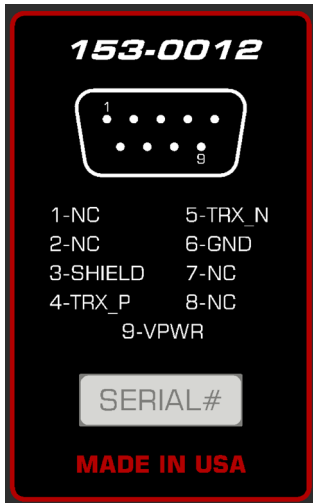 153-0012
1
9
1-NC 5-TRX_N
2-NC 6-GND
3-SHIELD 7-NC
4-TRX_P 8-NC
9-VPWR
SERIAL#
MADE IN USA